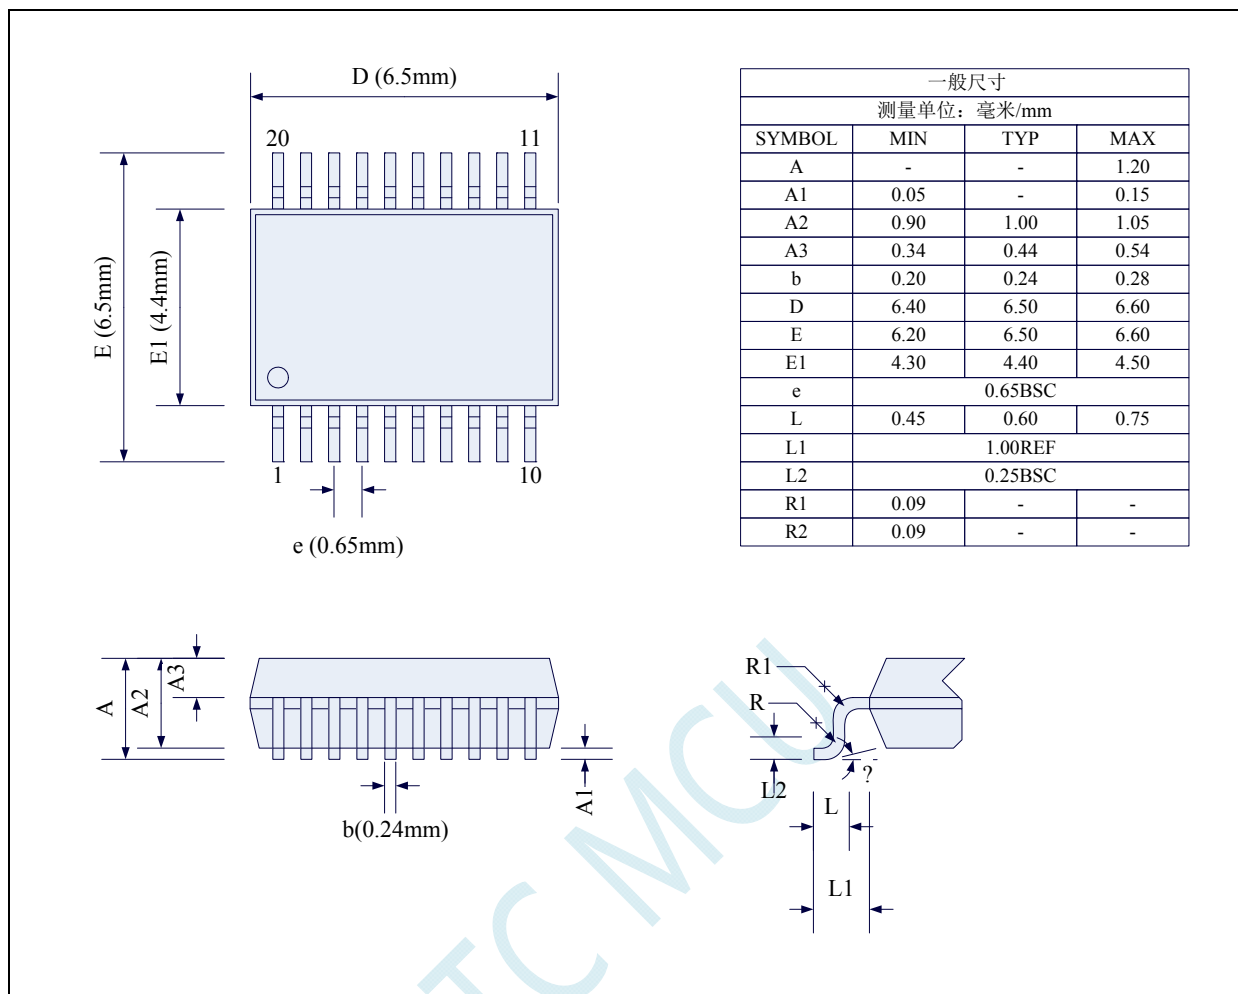 D (6.5mm)
20 11
E (6.5mm)
E1 (4.4mm)
1 10
e (0.65mm)
一般尺寸
测量单位：毫米/mm
SYMBOL MIN TYP MAX
A - - 1.20
A1 0.05 - 0.15
A2 0.90 1.00 1.05
A3 0.34 0.44 0.54
b 0.20 0.24 0.28
D 6.40 6.50 6.60
E 6.20 6.50 6.60
E1 4.30 4.40 4.50
e 0.65BSC
L 0.45 0.60 0.75
L1 1.00REF
L2 0.25BSC
R1 0.09 - -
R2 0.09 - -
A
A2
A3
A1
b(0.24mm)
R1
R
L2
?
L
L1
TC MCU